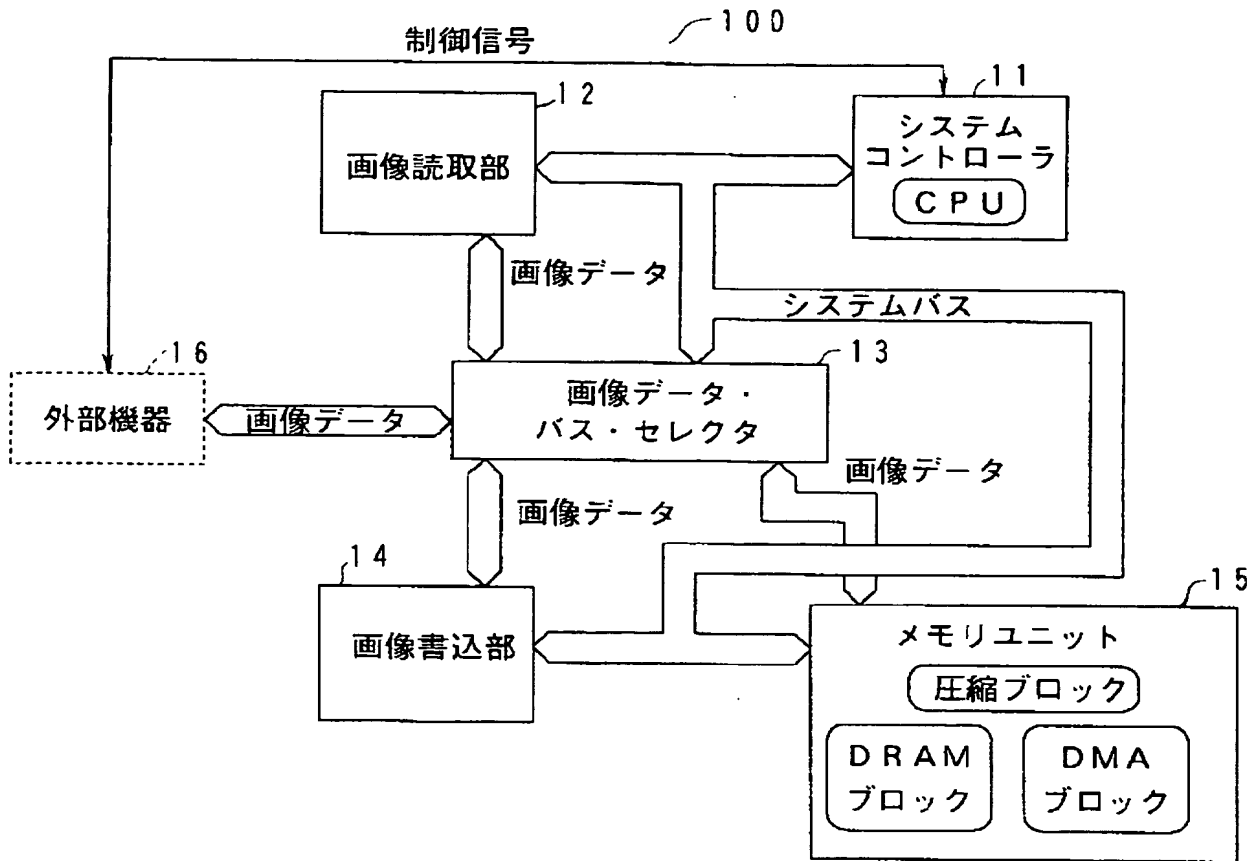 100
制御信号
12
11
画像読取部
システム
コントローラ
CPU
画像データ
システムバス
16
13
外部機器
画像データ
画像データ・
バス・セレクタ
画像データ
画像データ
14
15
画像書込部
メモリユニット
圧縮ブロック
DRAM
ブロック
DMA
ブロック